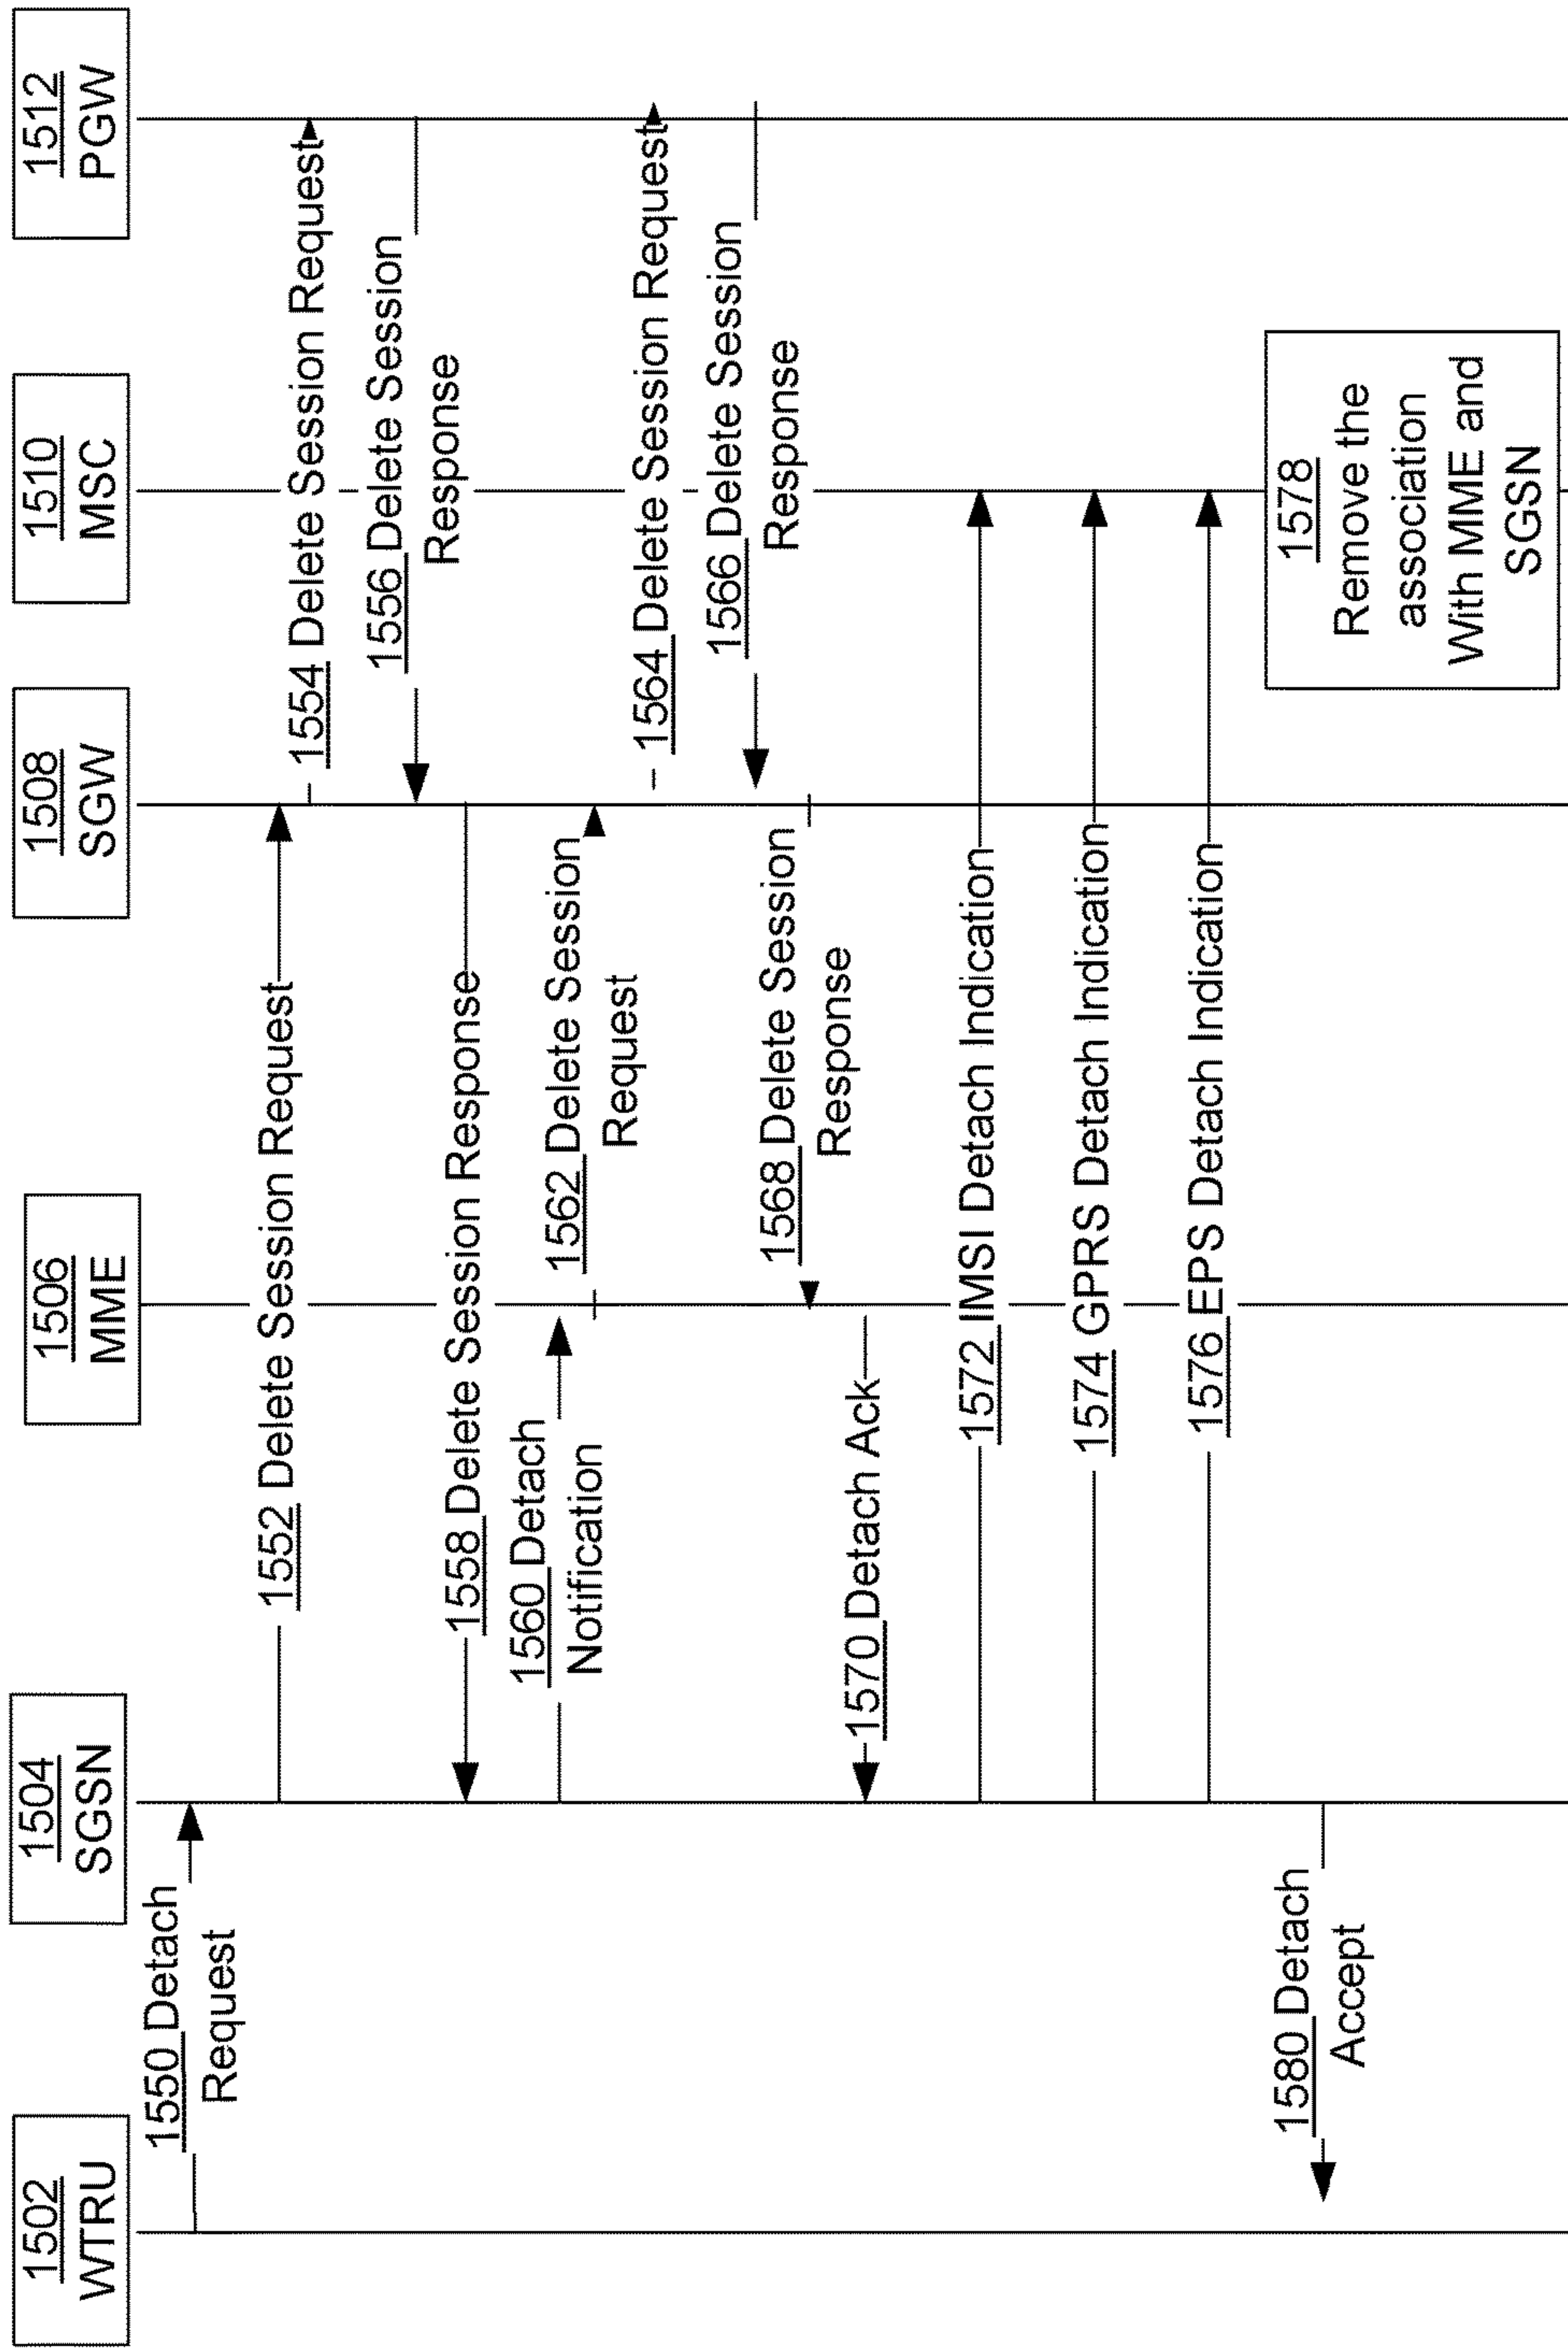 1502
WTRU
1504
SGSN
1506
MME
1508
SGW
1510
MSC
1512
PGW
1550 Detach
Request
1552 Delete Session Request
1554 Delete Session Request
1556 Delete Session
Response
1558 Delete Session Response
1560 Detach
Notification
1562 Delete Session
Request
1564 Delete Session Request
1566 Delete Session
Response
1568 Delete Session
Response
1570 Detach Ack
1572 IMSI Detach Indication
1574 GPRS Detach Indication
1576 EPS Detach Indication
1578
Remove the
association
With MME and
SGSN
1580 Detach
Accept